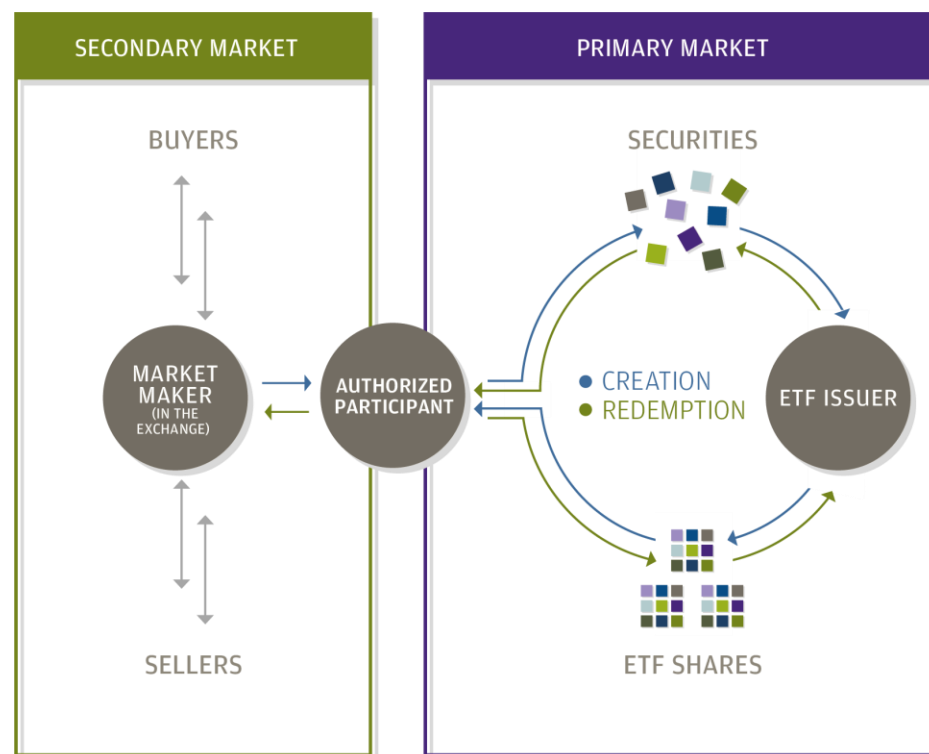 SECONDARY MARKET
PRIMARY MARKET
BUYERS
SECURITIES
MARKET
MAKER
(IN THE
EXCHANGE)
AUTHORIZED
PARTICIPANT
CREATION
REDEMPTION
ETF ISSUER
SELLERS
ETF SHARES